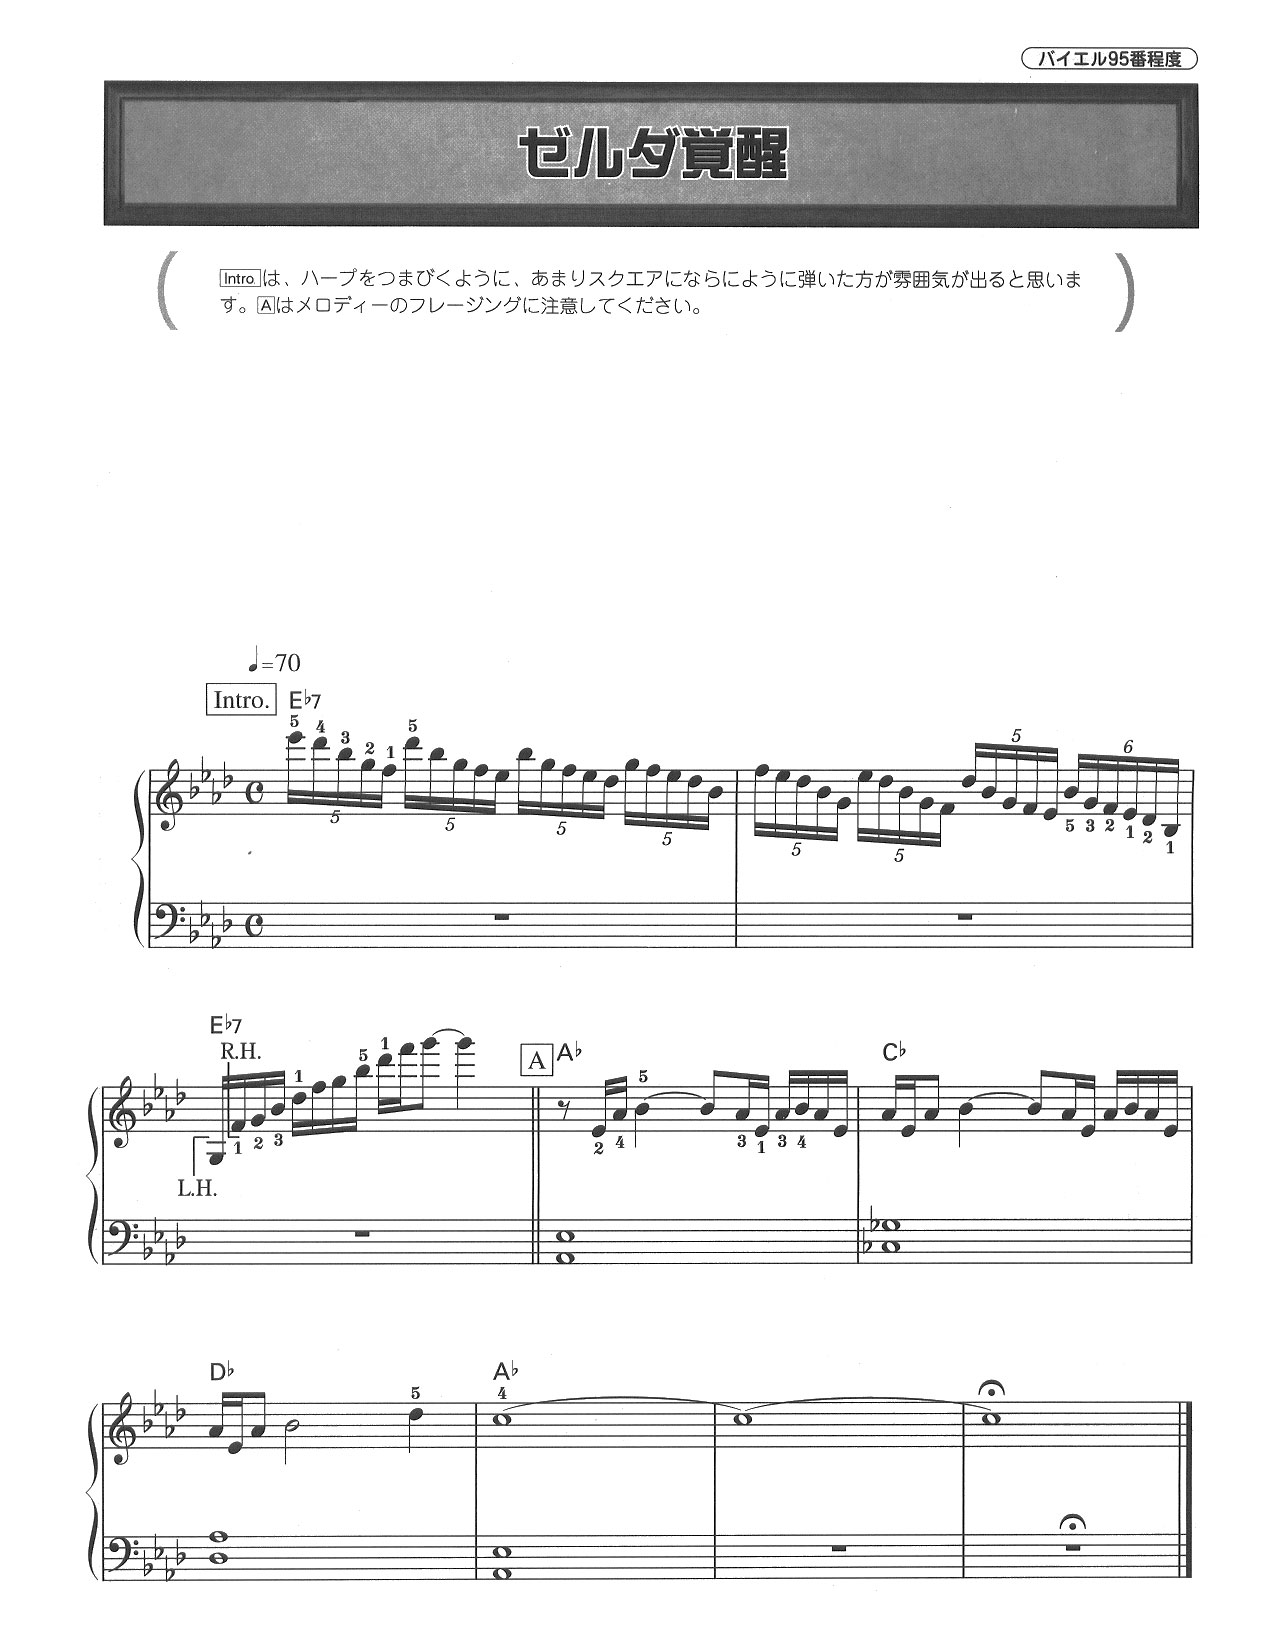 バイエル95番程度
ゼルダ覚醒
Intro.は、ハープをつまびくように、あまりスクエアにならにように弾いた方が雰囲気が出ると思いま
す。Aはメロディーのフレージングに注意してください。
♩=70
Intro. E♭7
5 4 3 2 1 5 5 6
5 5 5 5 5 5 5 3 2 1 2 1
E♭7
R.H. 1 5 1 A A♭ 5 C♭
1 2 3 2 4 3 1 3 4
L.H.
D♭ A♭
5 4